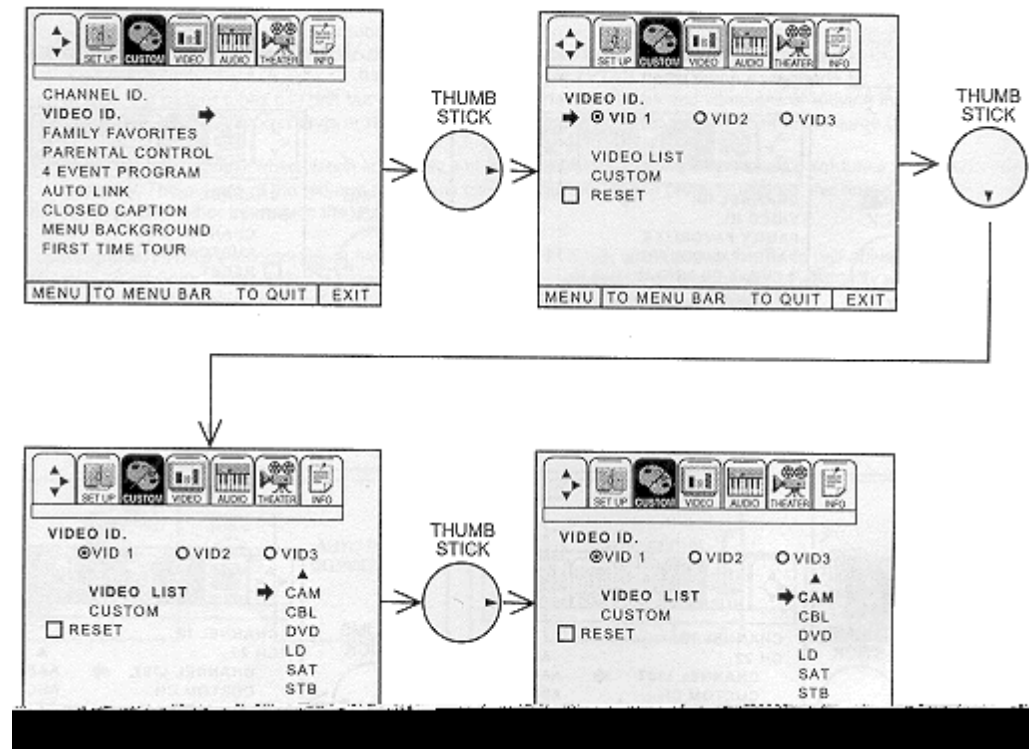 SET UP CUSTOM VIDEO AUDIO THEATER INFO
CHANNEL ID.
VIDEO ID.
FAMILY FAVORITES
PARENTAL CONTROL
4 EVENT PROGRAM
AUTO LINK
CLOSED CAPTION
MENU BACKGROUND
FIRST TIME TOUR
MENU TO MENU BAR TO QUIT EXIT
THUMB
STICK
SET UP CUSTOM VIDEO AUDIO THEATER INFO
VIDEO ID.
VID 1 VID2 VID3
VIDEO LIST
CUSTOM
RESET
MENU TO MENU BAR TO QUIT EXIT
THUMB
STICK
SET UP CUSTOM VIDEO AUDIO THEATER INFO
VIDEO ID.
VID 1 VID2 VID3
VIDEO LIST CAM
CUSTOM CBL
RESET DVD
LD
SAT
STB
THUMB
STICK
SET UP CUSTOM VIDEO AUDIO THEATER INFO
VIDEO ID.
VID 1 VID2 VID3
VIDEO LIST CAM
CUSTOM CBL
RESET DVD
LD
SAT
STB